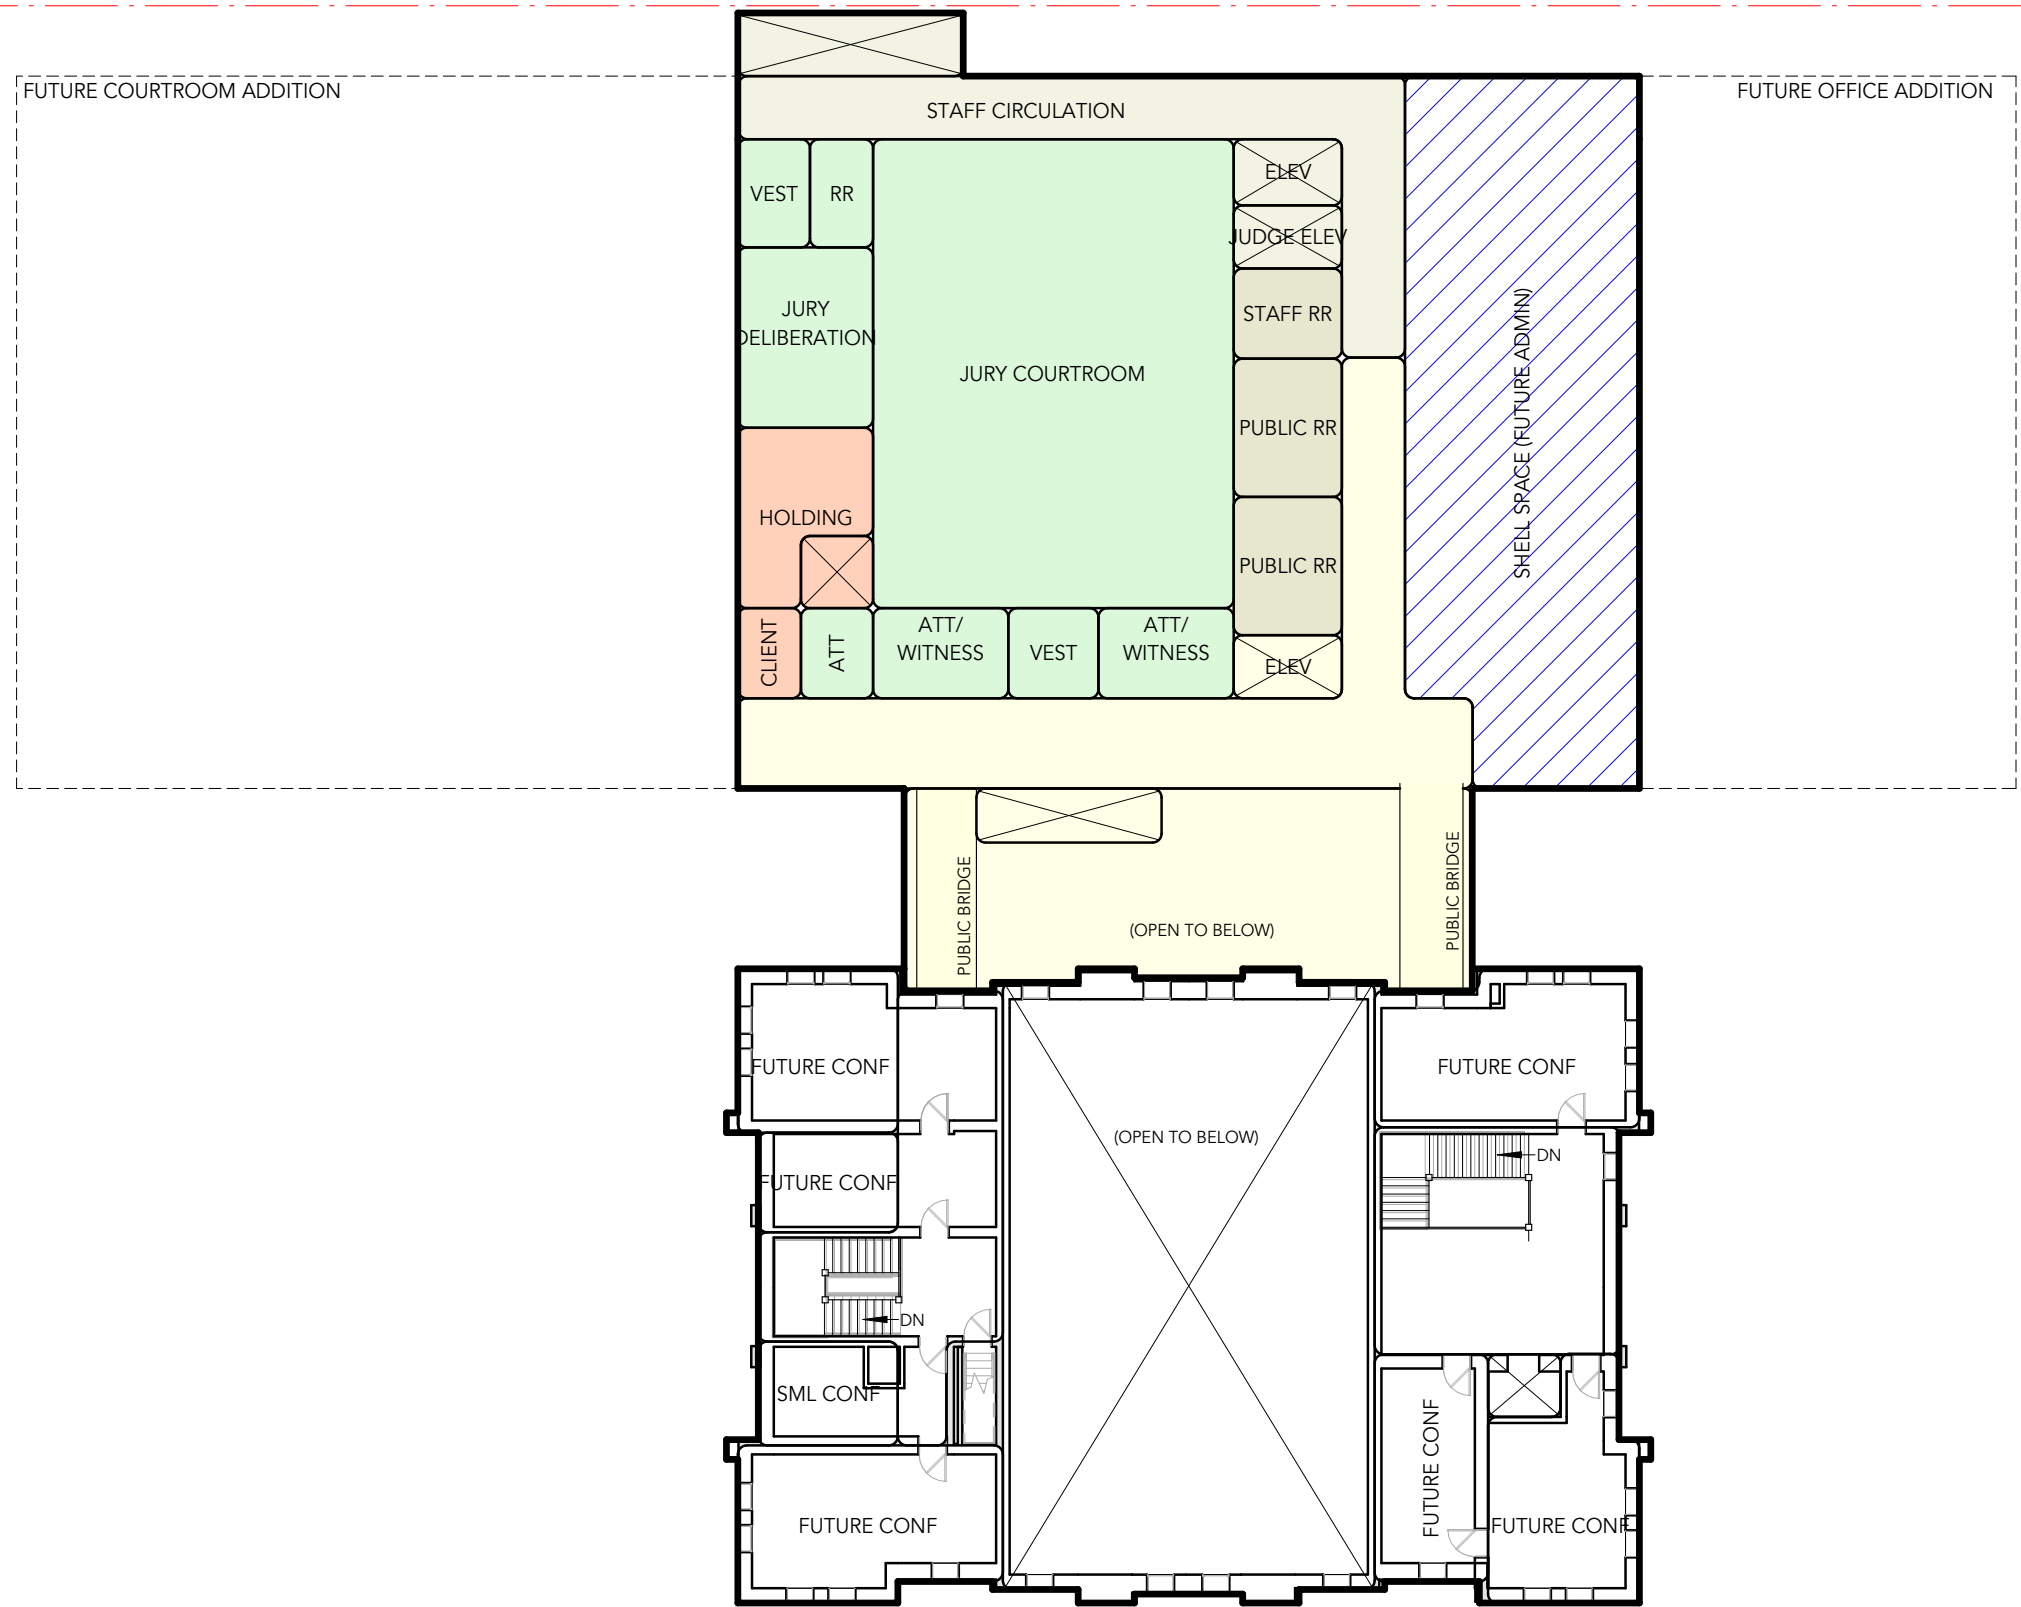 FUTURE COURTROOM ADDITION
FUTURE OFFICE ADDITION
STAFF CIRCULATION
VEST
RR
ELEV
JUDGE ELEV
JURY
DELIBERATION
STAFF RR
JURY COURTROOM
SHELL SPACE (FUTURE ADMIN)
PUBLIC RR
HOLDING
PUBLIC RR
CLIENT
ATT
ATT/
WITNESS
VEST
ATT/
WITNESS
ELEV
PUBLIC BRIDGE
(OPEN TO BELOW)
PUBLIC BRIDGE
FUTURE CONF
FUTURE CONF
(OPEN TO BELOW)
DN
FUTURE CONF
DN
SML CONF
FUTURE CONF
FUTURE CONF
FUTURE CONF